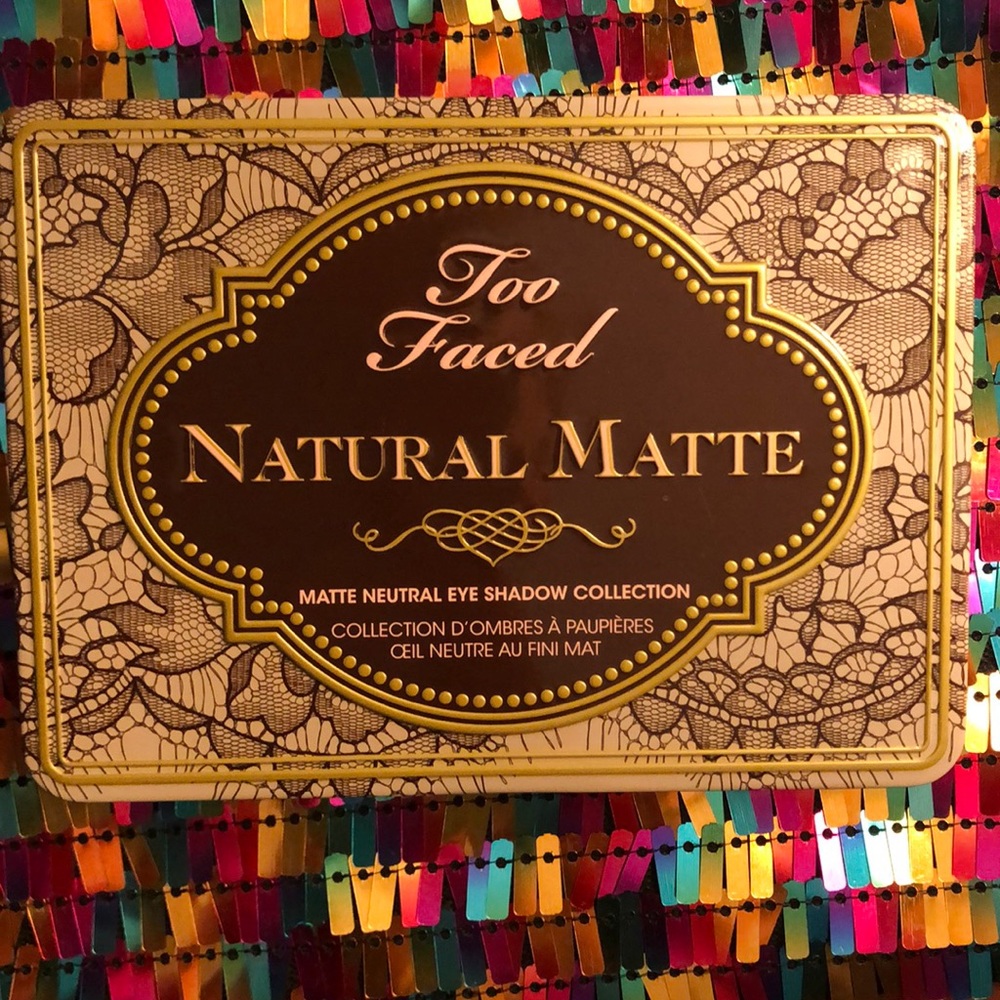 Too
Faced
NATURAL MATTE
MATTE NEUTRAL EYE SHADOW COLLECTION
COLLECTION D'OMBRES À PAUPIÈRES
ŒIL NEUTRE AU FINI MAT